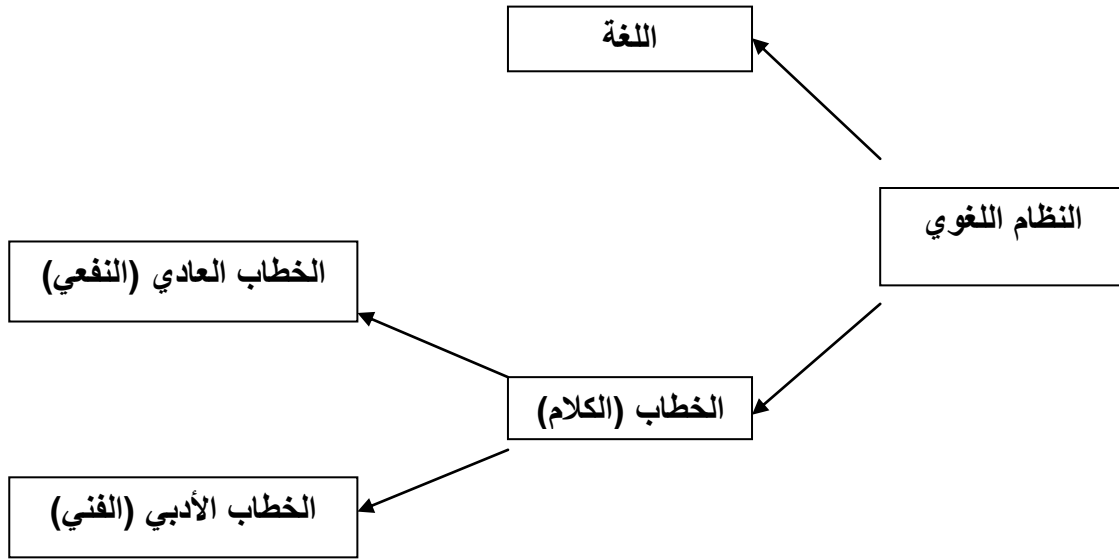 اللغة
النظام اللغوي
الخطاب العادي (النفعي)
الخطاب (الكلام)
الخطاب الأدبي (الفني)